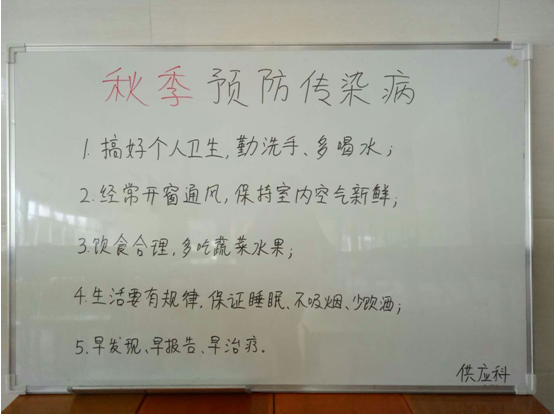 秋季预防传染病
1.搞好个人卫生,勤洗手、多喝水;
2.经常开窗通风,保持室内空气新鲜;
3.饮食合理,多吃蔬菜水果;
4.生活要有规律,保证睡眠、不吸烟、少饮酒;
5.早发现、早报告、早治疗.
供应科